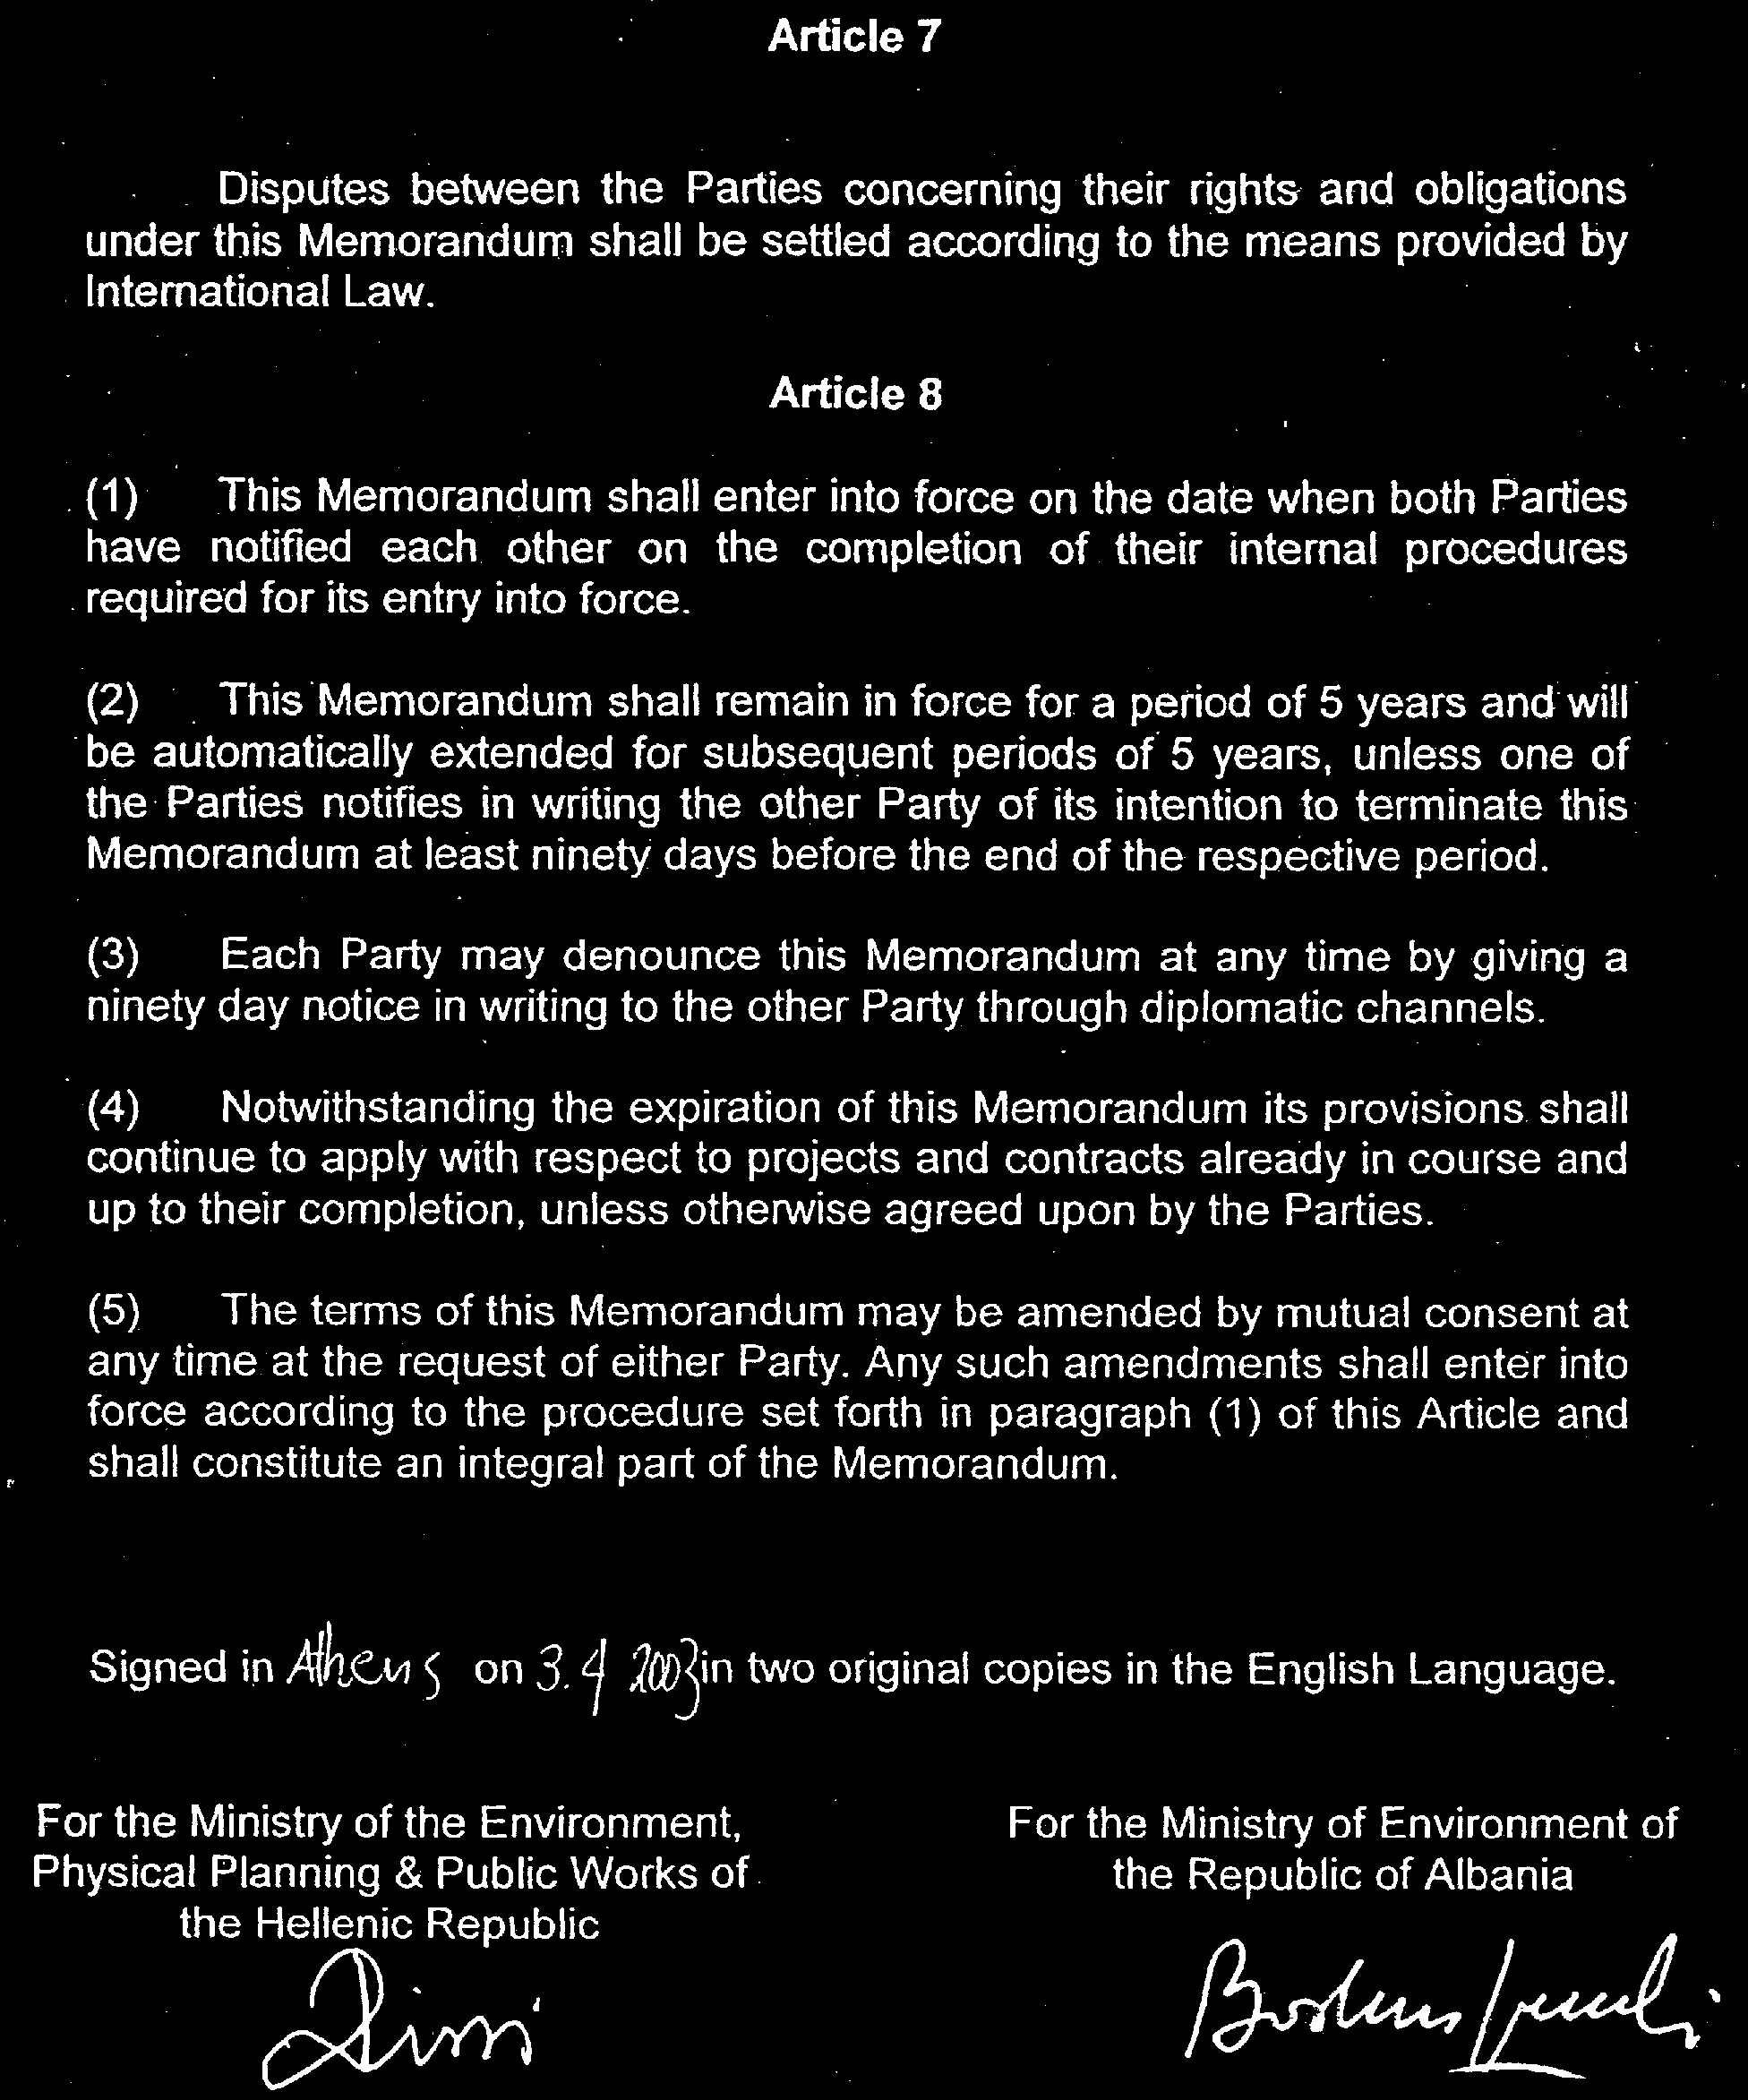 Article 7
Disputes between the Parties concerning their rights and obligations
under this Memorandum shall be settled according to the means provided by
International Law.
Article 8
(1) This Memorandum shall enter into force on the date when both Parties
have notified each other on the completion of their internal procedures
required for its entry into force.
(2) This Memorandum shall remain in force for a period of 5 years and will
be automatically extended for subsequent periods of 5 years, unless one of
the Parties notifies in writing the other Party of its intention to terminate this
Memorandum at least ninety days before the end of the respective period.
(3) Each Party may denounce this Memorandum at any time by giving a
ninety day notice in writing to the other Party through diplomatic channels.
(4) Notwithstanding the expiration of this Memorandum its provisions shall
continue to apply with respect to projects and contracts already in course and
up to their completion, unless otherwise agreed upon by the Parties.
(5) The terms of this Memorandum may be amended by mutual consent at
any time at the request of either Party. Any such amendments shall enter into
force according to the procedure set forth in paragraph (1) of this Article and
shall constitute an integral part of the Memorandum.
Signed in Athens on 3.4 2003 in two original copies in the English Language.
For the Ministry of the Environment,
Physical Planning & Public Works of
the Hellenic Republic
For the Ministry of Environment of
the Republic of Albania